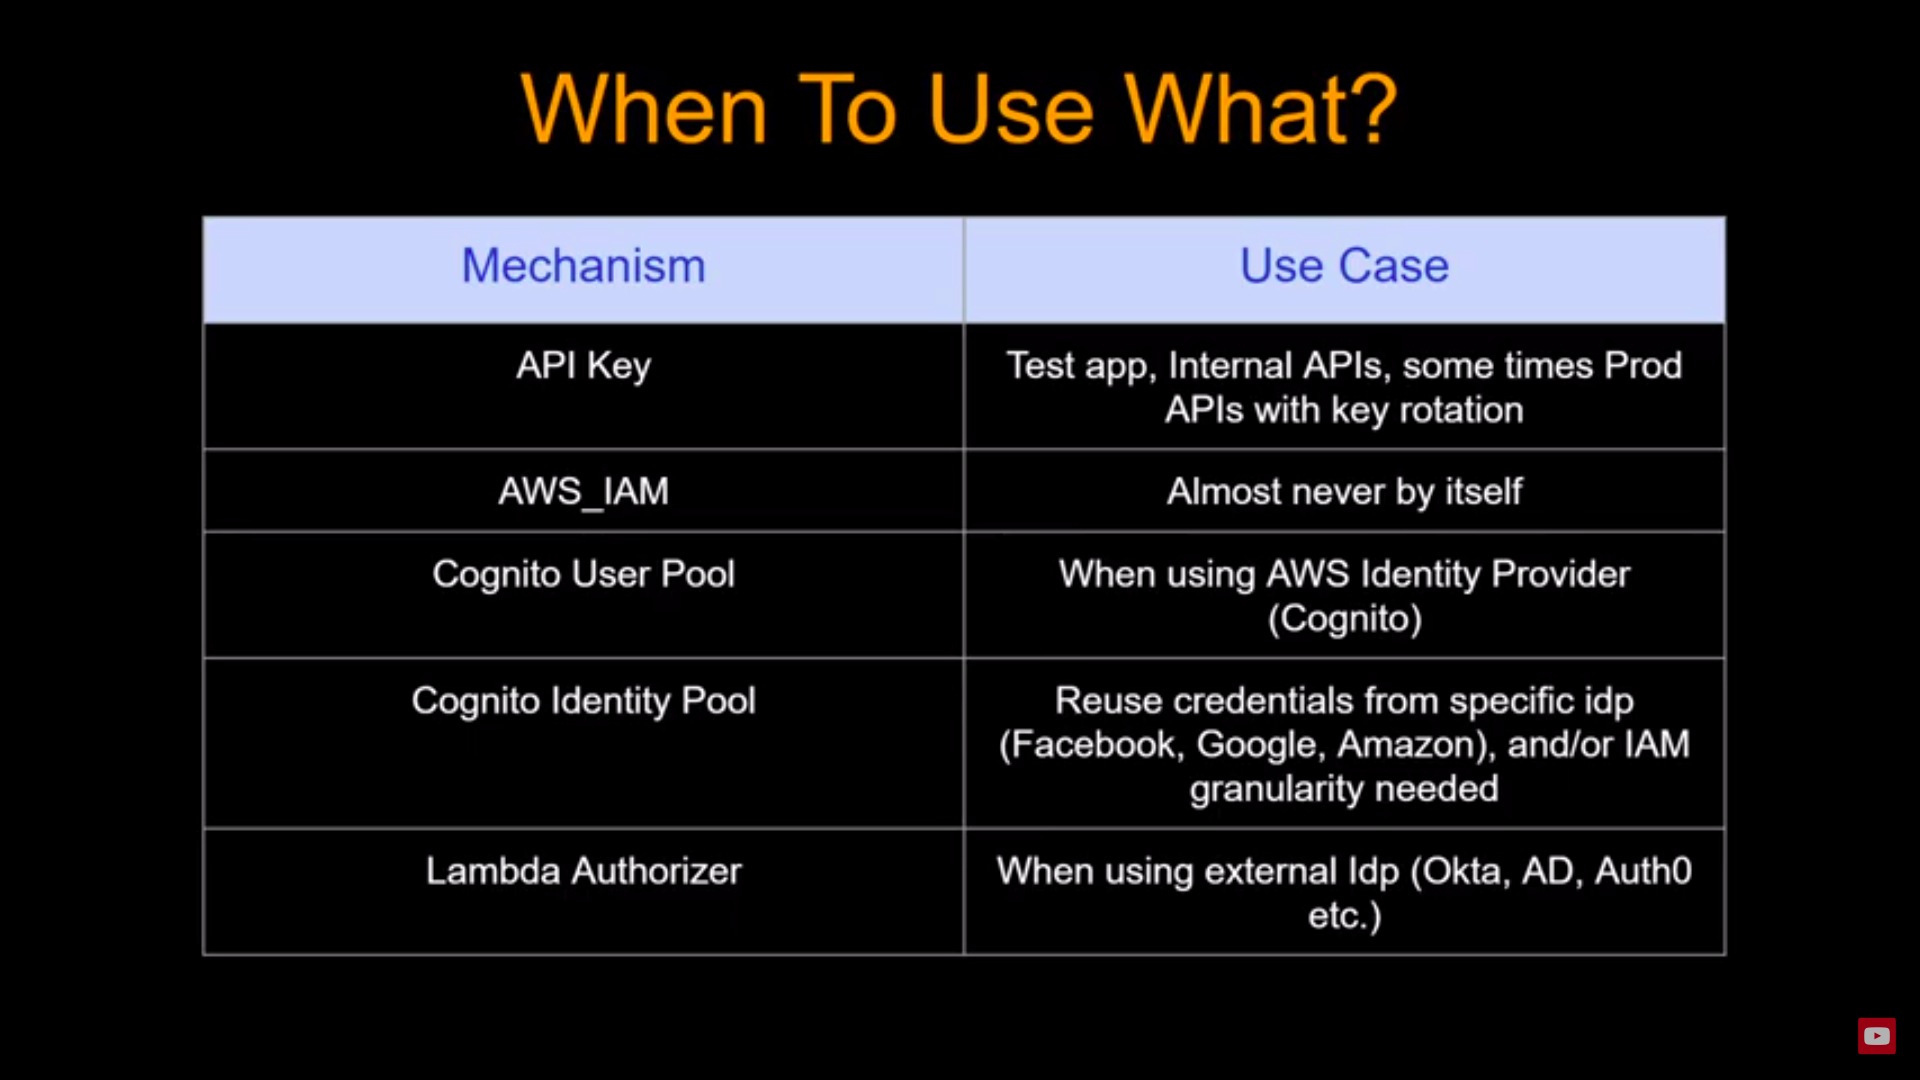 When To Use What?
Mechanism
Use Case
API Key
Test app, Internal APIs, some times Prod
APIs with key rotation
AWS_IAM
Almost never by itself
Cognito User Pool
When using AWS Identity Provider
(Cognito)
Cognito Identity Pool
Reuse credentials from specific idp
(Facebook, Google, Amazon), and/or IAM
granularity needed
Lambda Authorizer
When using external Idp (Okta, AD, Auth0
etc.)